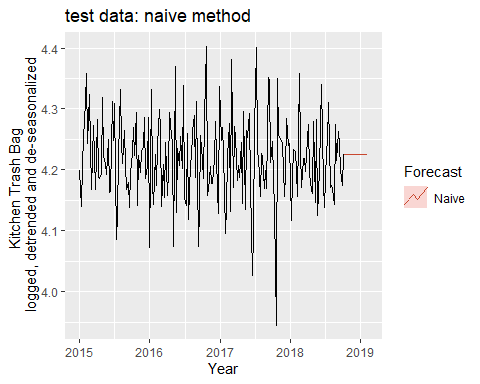 test data: naive method
4.4
4.3
4.2
4.1
4.0
Kitchen Trash Bag
logged, detrended and de-seasonalized
2015 2016 2017 2018 2019
Year
Forecast
Naive